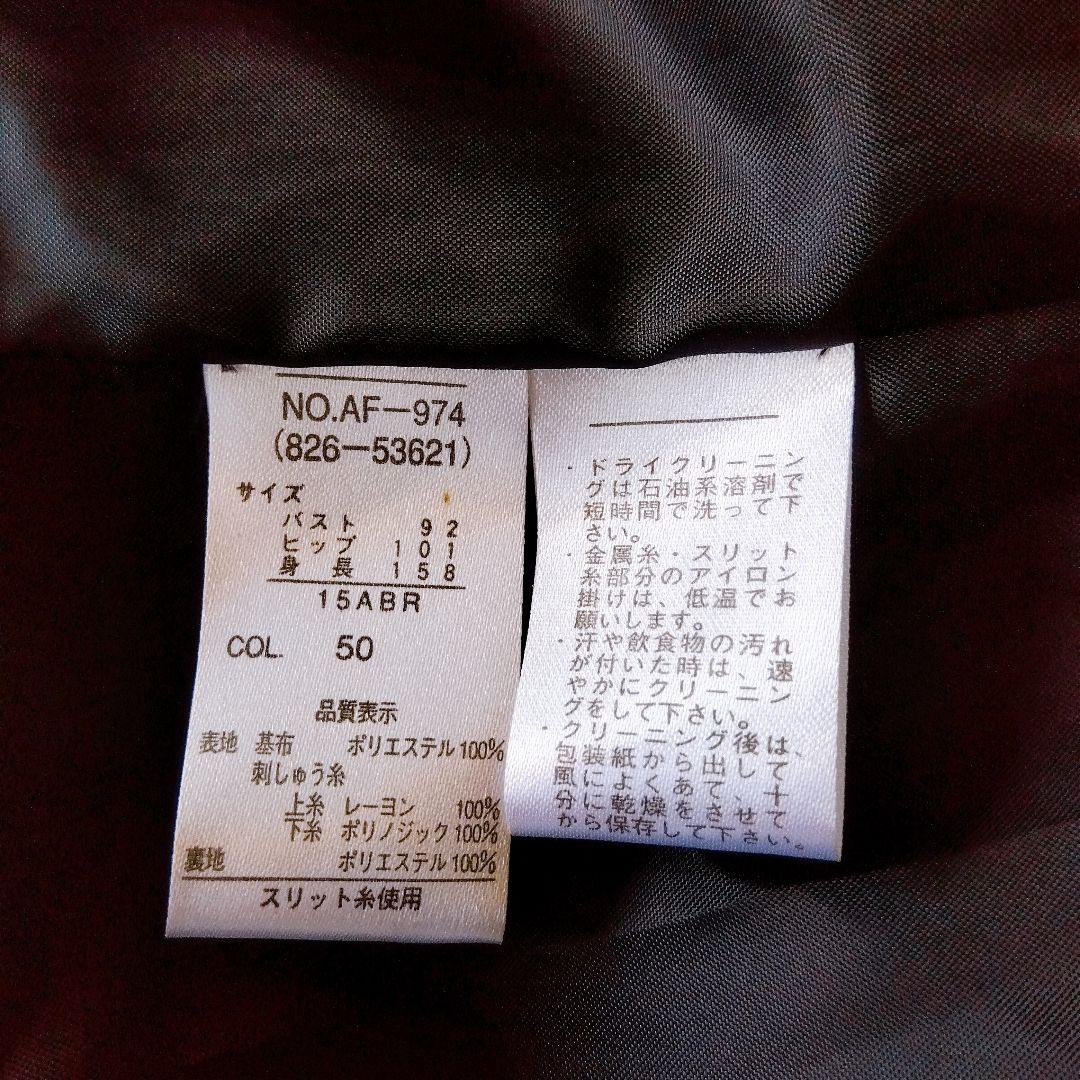 NO.AF-974
(826-53621)
サイズ
バスト 92
ヒップ 101
身長 158
15ABR
COL. 50
品質表示
表地 基布 ポリエステル100%
刺しゅう糸
上糸 レーヨン 100%
下糸 ポリノジック100%
裏地 ポリエステル100%
スリット糸使用
・ドライクリーニン
グは石油系溶剤で
短時間で洗って下
さい。
・金属糸・スリット
糸部分のアイロン
掛けは、低温でお
願いします。
・汗や飲食物の汚れ
が付いた時は、速
やかにクリーニン
グをして下さい。
・クリーニング後は、
包装紙から出して
風によくあて、十
分に乾燥をさせて
から保存して下さい。